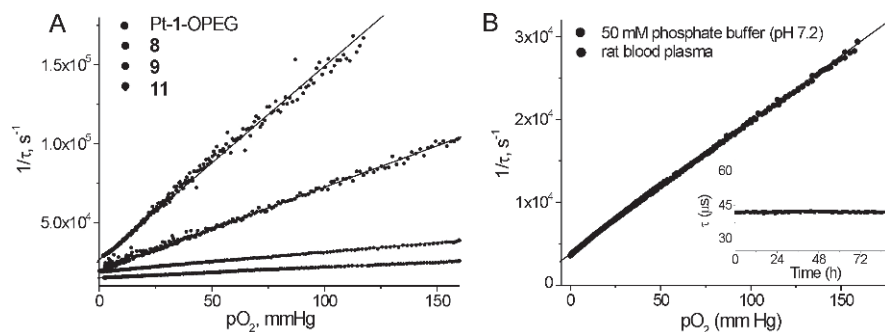 A
Pt-1-OPEG
8
9
11
1/τ, s⁻¹
1.5x10⁵
1.0x10⁵
5.0x10⁴
0 50 100 150
pO₂, mmHg
B
50 mM phosphate buffer (pH 7.2)
rat blood plasma
1/τ, s⁻¹
3x10⁴
2x10⁴
1x10⁴
0
0 50 100 150
pO₂ (mm Hg)
τ (μs)
60
45
30
0 24 48 72
Time (h)